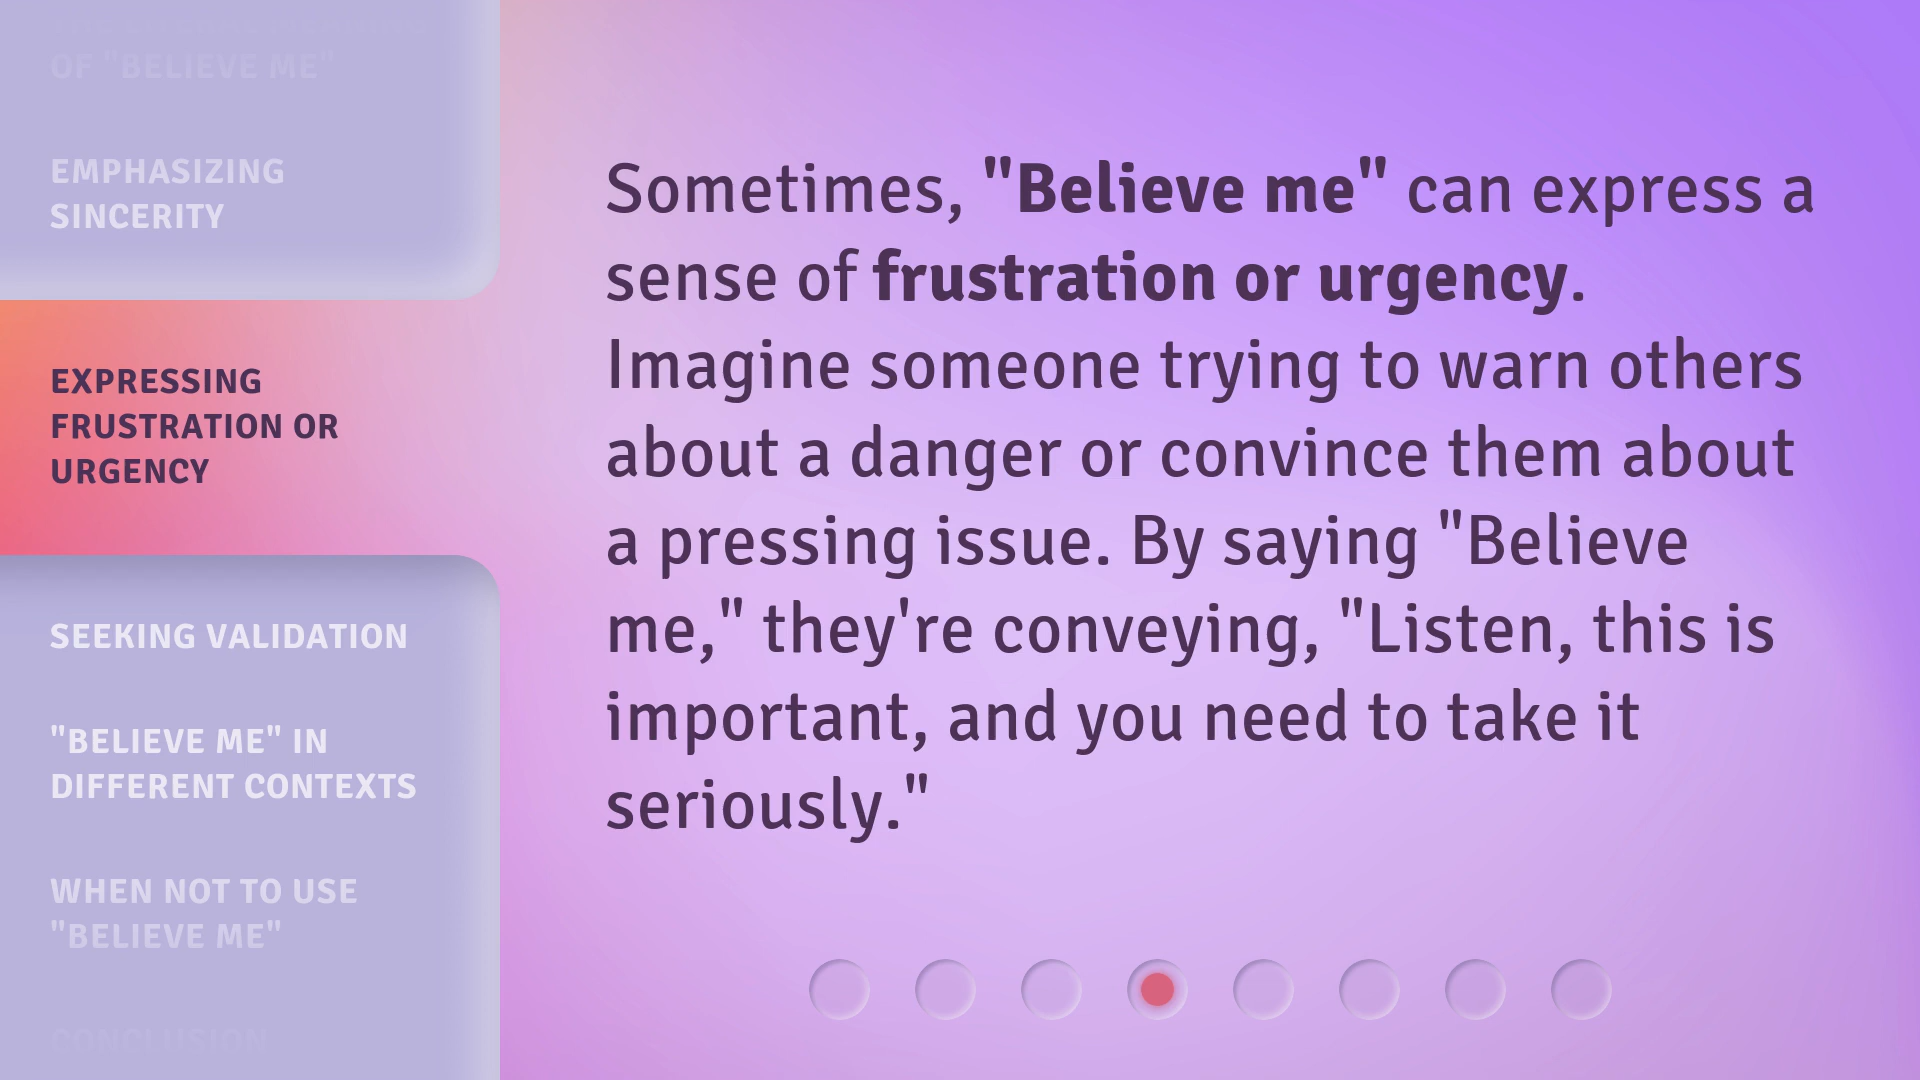 OF "BELIEVE ME"
EMPHASIZING
SINCERITY
EXPRESSING
FRUSTRATION OR
URGENCY
SEEKING VALIDATION
"BELIEVE ME" IN
DIFFERENT CONTEXTS
WHEN NOT TO USE
"BELIEVE ME"
CONCLUSION
Sometimes, "Believe me" can express a
sense of frustration or urgency.
Imagine someone trying to warn others
about a danger or convince them about
a pressing issue. By saying "Believe
me," they're conveying, "Listen, this is
important, and you need to take it
seriously."